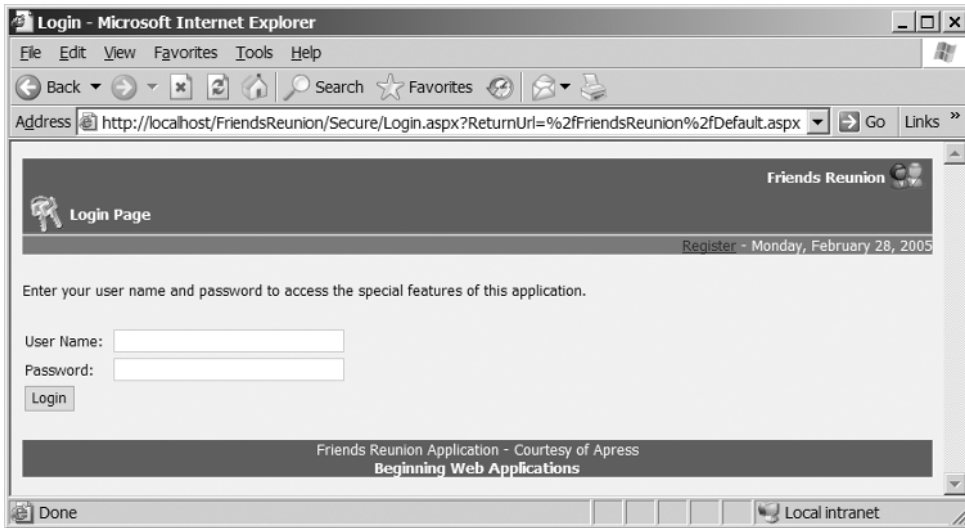 Login - Microsoft Internet Explorer
File Edit View Favorites Tools Help
Back Search Favorites
Address http://localhost/FriendsReunion/Secure/Login.aspx?ReturnUrl=%2fFriendsReunion%2fDefault.aspx Go Links »
Friends Reunion
Login Page
Register - Monday, February 28, 2005
Enter your user name and password to access the special features of this application.
User Name:
Password:
Login
Friends Reunion Application - Courtesy of Apress
Beginning Web Applications
Done Local intranet